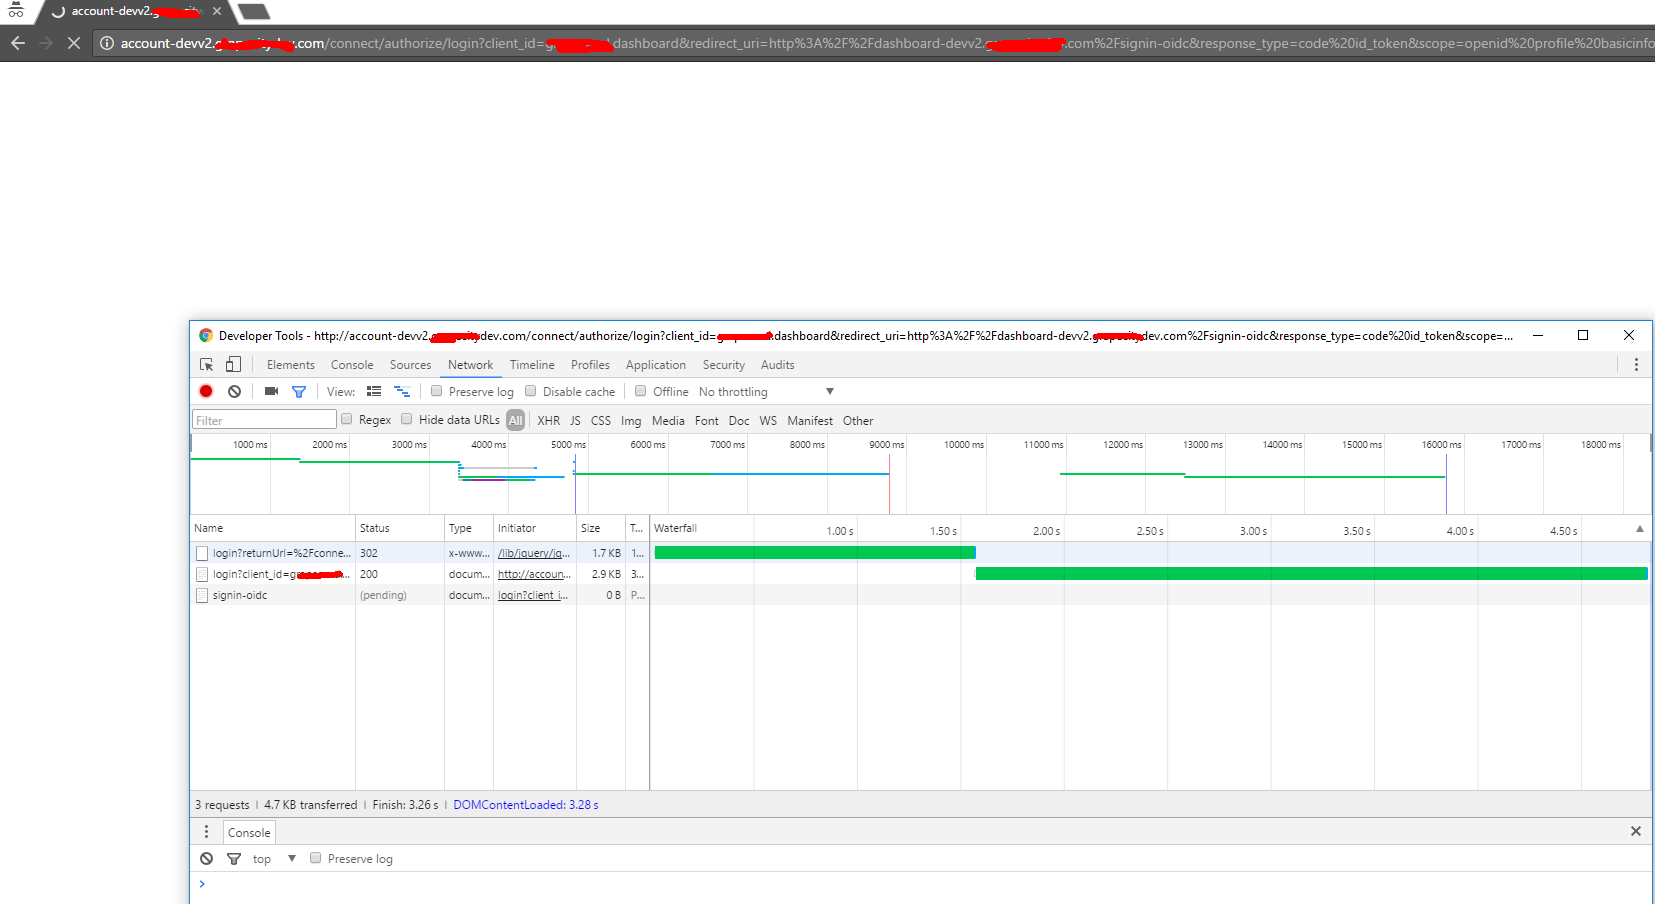 account-devv2.
account-devv2. .com/connect/authorize/login?client_id= .dashboard&redirect_uri=http%3A%2F%2Fdashboard-devv2. .com%2Fsignin-oidc&response_type=code%20id_token&scope=openid%20profile%20basicinfo
Developer Tools - http://account-devv2. dev.com/connect/authorize/login?client_id= .dashboard&redirect_uri=http%3A%2F%2Fdashboard-devv2. dev.com%2Fsignin-oidc&response_type=code%20id_token&scope=...
Elements Console Sources Network Timeline Profiles Application Security Audits
View: Preserve log Disable cache Offline No throttling
Filter Regex Hide data URLs All XHR JS CSS Img Media Font Doc WS Manifest Other
1000 ms 2000 ms 3000 ms 4000 ms 5000 ms 6000 ms 7000 ms 8000 ms 9000 ms 10000 ms 11000 ms 12000 ms 13000 ms 14000 ms 15000 ms 16000 ms 17000 ms 18000 ms
Name Status Type Initiator Size T... Waterfall 1.00 s 1.50 s 2.00 s 2.50 s 3.00 s 3.50 s 4.00 s 4.50 s
login?returnUrl=%2Fconne... 302 x-www... /lib/jquery/jq... 1.7 KB 1...
login?client_id= ... 200 docum... http://accoun... 2.9 KB 3...
signin-oidc (pending) docum... login?client_i... 0 B P...
3 requests | 4.7 KB transferred | Finish: 3.26 s | DOMContentLoaded: 3.28 s
Console
top Preserve log